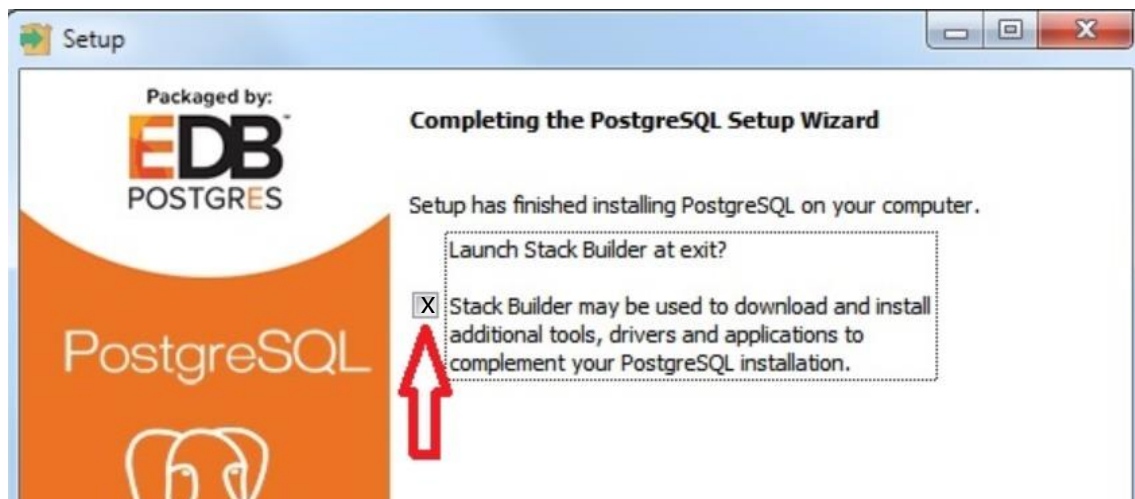 Setup
Packaged by:
EDB
POSTGRES
PostgreSQL
Completing the PostgreSQL Setup Wizard
Setup has finished installing PostgreSQL on your computer.
Launch Stack Builder at exit?
X
Stack Builder may be used to download and install
additional tools, drivers and applications to
complement your PostgreSQL installation.